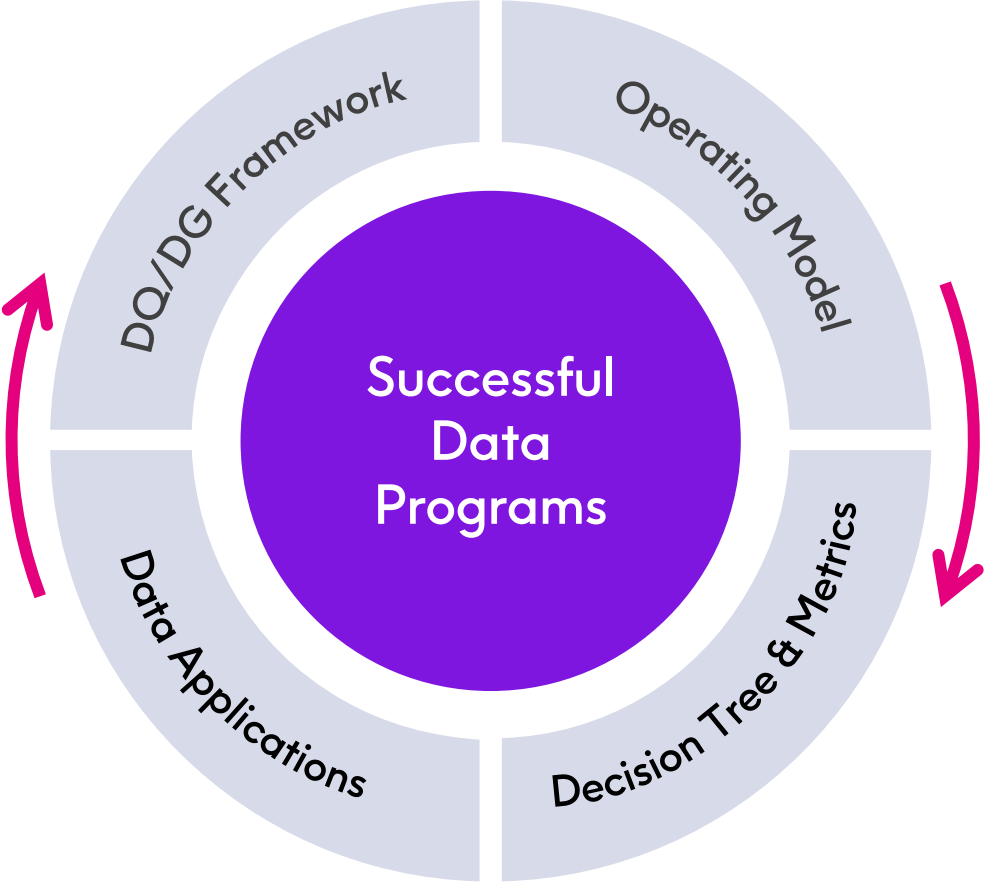 DQ/DG Framework
Operating Model
Successful
Data
Programs
Data Applications
Decision Tree & Metrics